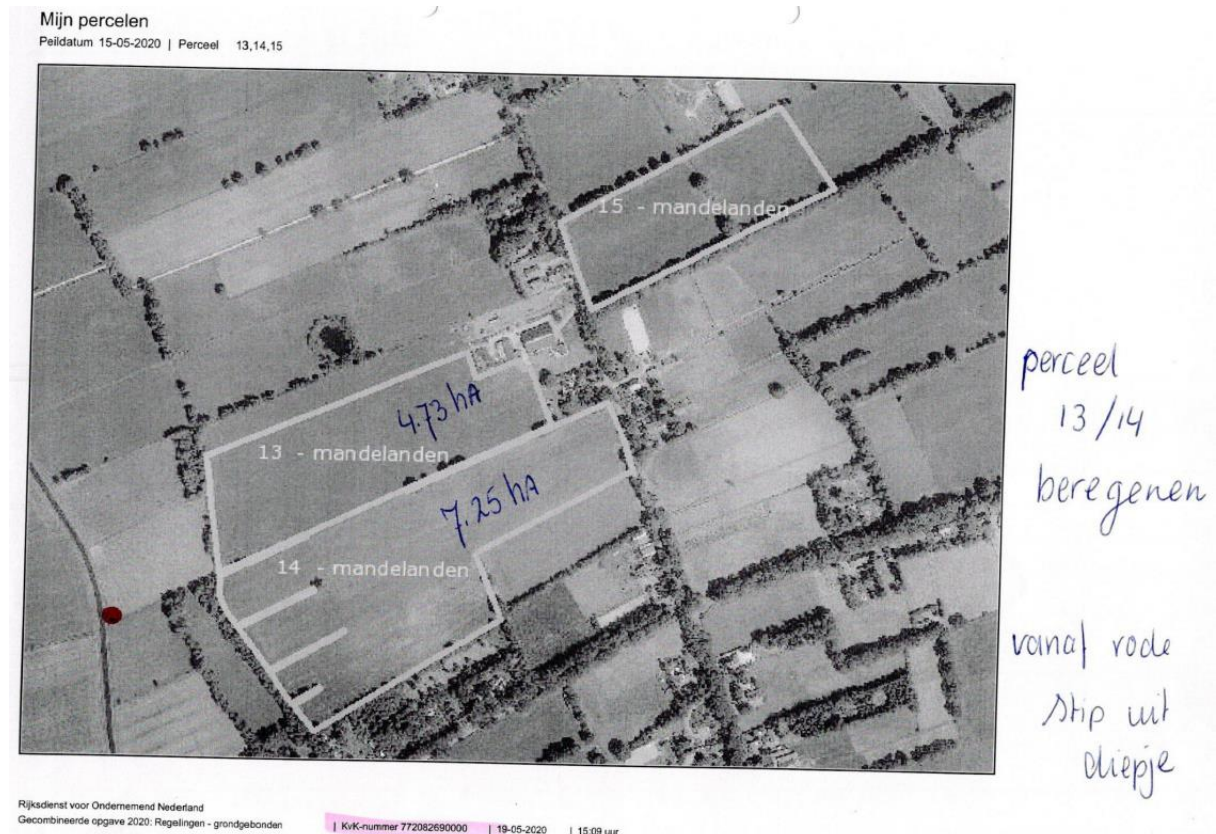 Mijn percelen
Peildatum 15-05-2020 | Perceel 13,14,15
15 - mandelanden
4.73 hA
13 - mandelanden
7.25 hA
14 - mandelanden
perceel
13/14
beregenen
vanaf rode
stip uit
diepje
Rijksdienst voor Ondernemend Nederland
Gecombineerde opgave 2020: Regelingen - grondgebonden | KvK-nummer 772082690000 | 19-05-2020 | 15:09 uur